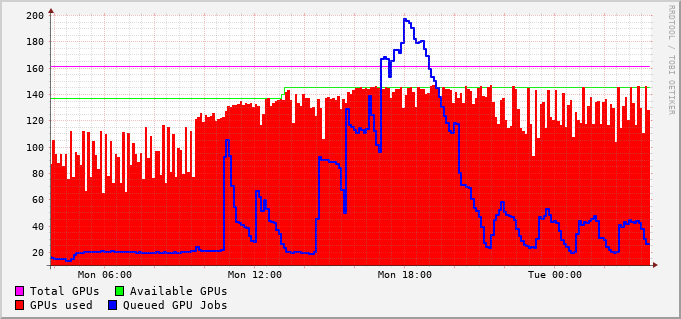 200
180
160
140
120
100
80
60
40
20
RRDTOOL / TOBI OETIKER
Mon 06:00 Mon 12:00 Mon 18:00 Tue 00:00
Total GPUs Available GPUs
GPUs used Queued GPU Jobs